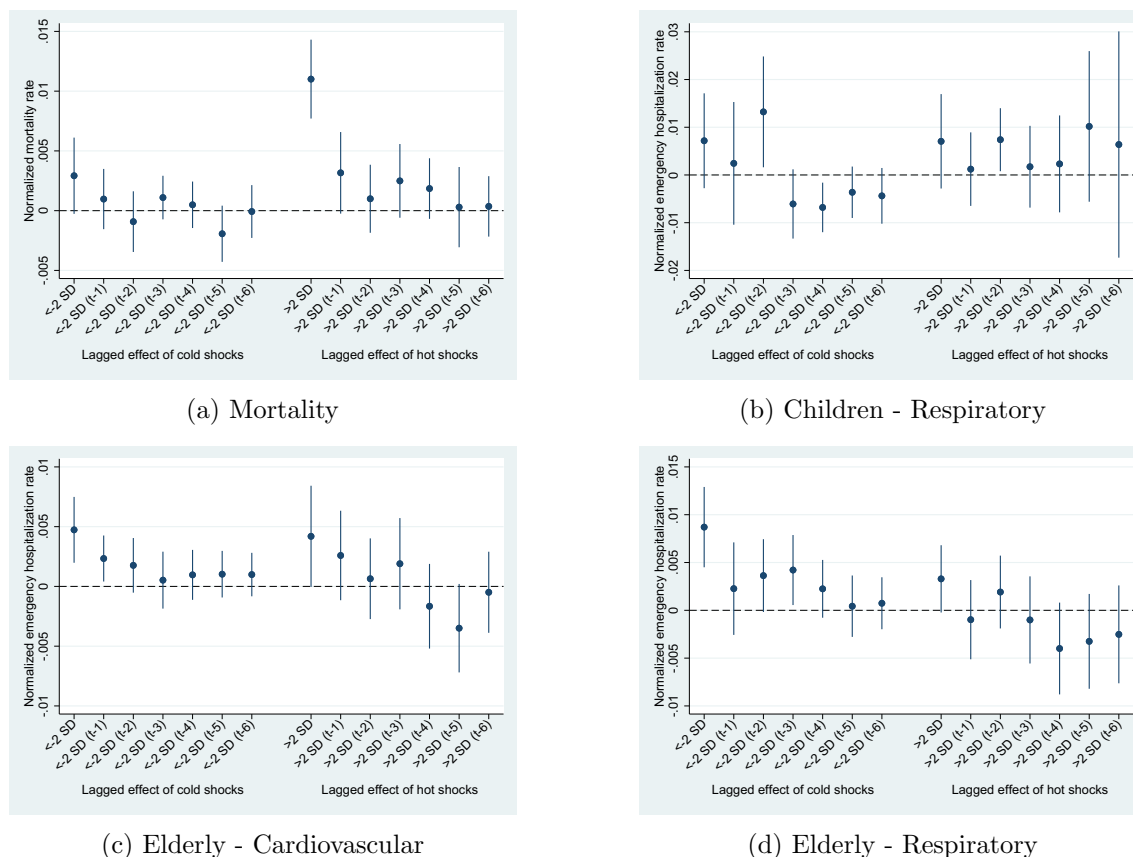 Normalized mortality rate
.015
.01
.005
0
-.005
<-2 SD
<-2 SD (t-1)
<-2 SD (t-2)
<-2 SD (t-3)
<-2 SD (t-4)
<-2 SD (t-5)
<-2 SD (t-6)
>2 SD
>2 SD (t-1)
>2 SD (t-2)
>2 SD (t-3)
>2 SD (t-4)
>2 SD (t-5)
>2 SD (t6)
Lagged effect of cold shocks
Lagged effect of hot shocks
(a) Mortality
Normalized emergency hospitalization rate
.03
.02
.01
0
-.01
-.02
<-2 SD
<-2 SD (t-1)
<-2 SD (t-2)
<-2 SD (t-3)
<-2 SD (t-4)
<-2 SD (t-5)
<-2 SD (t-6)
>2 SD
>2 SD (t-1)
>2 SD (t-2)
>2 SD (t-3)
>2 SD (t-4)
>2 SD (t-5)
>2 SD (t6)
Lagged effect of cold shocks
Lagged effect of hot shocks
(b) Children - Respiratory
Normalized emergency hospitalization rate
.01
.005
0
-.005
-.01
<-2 SD
<-2 SD (t-1)
<-2 SD (t-2)
<-2 SD (t-3)
<-2 SD (t-4)
<-2 SD (t-5)
<-2 SD (t-6)
>2 SD
>2 SD (t-1)
>2 SD (t-2)
>2 SD (t-3)
>2 SD (t-4)
>2 SD (t-5)
>2 SD (t6)
Lagged effect of cold shocks
Lagged effect of hot shocks
(c) Elderly - Cardiovascular
Normalized emergency hospitalization rate
.015
.01
.005
0
-.005
-.01
<-2 SD
<-2 SD (t-1)
<-2 SD (t-2)
<-2 SD (t-3)
<-2 SD (t-4)
<-2 SD (t-5)
<-2 SD (t-6)
>2 SD
>2 SD (t-1)
>2 SD (t-2)
>2 SD (t-3)
>2 SD (t-4)
>2 SD (t-5)
>2 SD (t6)
Lagged effect of cold shocks
Lagged effect of hot shocks
(d) Elderly - Respiratory